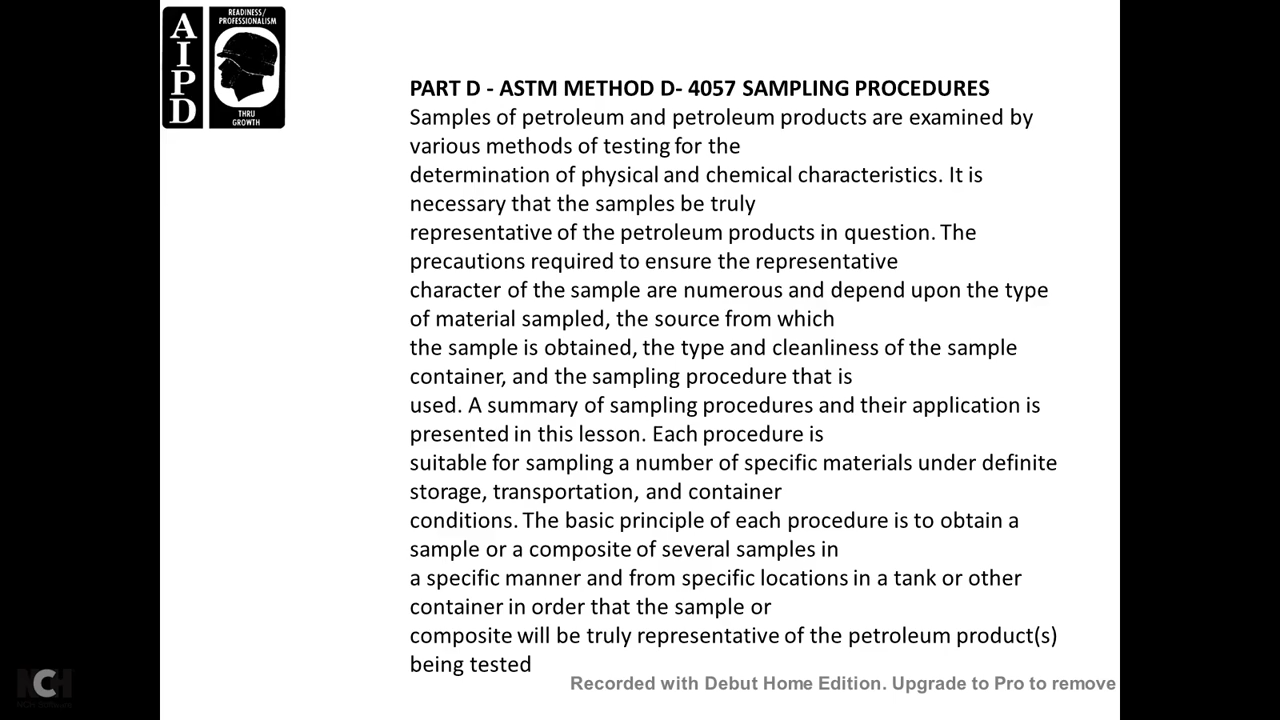 AIPD
READINESS/
PROFESSIONALISM
THRU
GROWTH
PART D - ASTM METHOD D- 4057 SAMPLING PROCEDURES
Samples of petroleum and petroleum products are examined by
various methods of testing for the
determination of physical and chemical characteristics. It is
necessary that the samples be truly
representative of the petroleum products in question. The
precautions required to ensure the representative
character of the sample are numerous and depend upon the type
of material sampled, the source from which
the sample is obtained, the type and cleanliness of the sample
container, and the sampling procedure that is
used. A summary of sampling procedures and their application is
presented in this lesson. Each procedure is
suitable for sampling a number of specific materials under definite
storage, transportation, and container
conditions. The basic principle of each procedure is to obtain a
sample or a composite of several samples in
a specific manner and from specific locations in a tank or other
container in order that the sample or
composite will be truly representative of the petroleum product(s)
being tested
NCH
NCH Software
Recorded with Debut Home Edition. Upgrade to Pro to remove